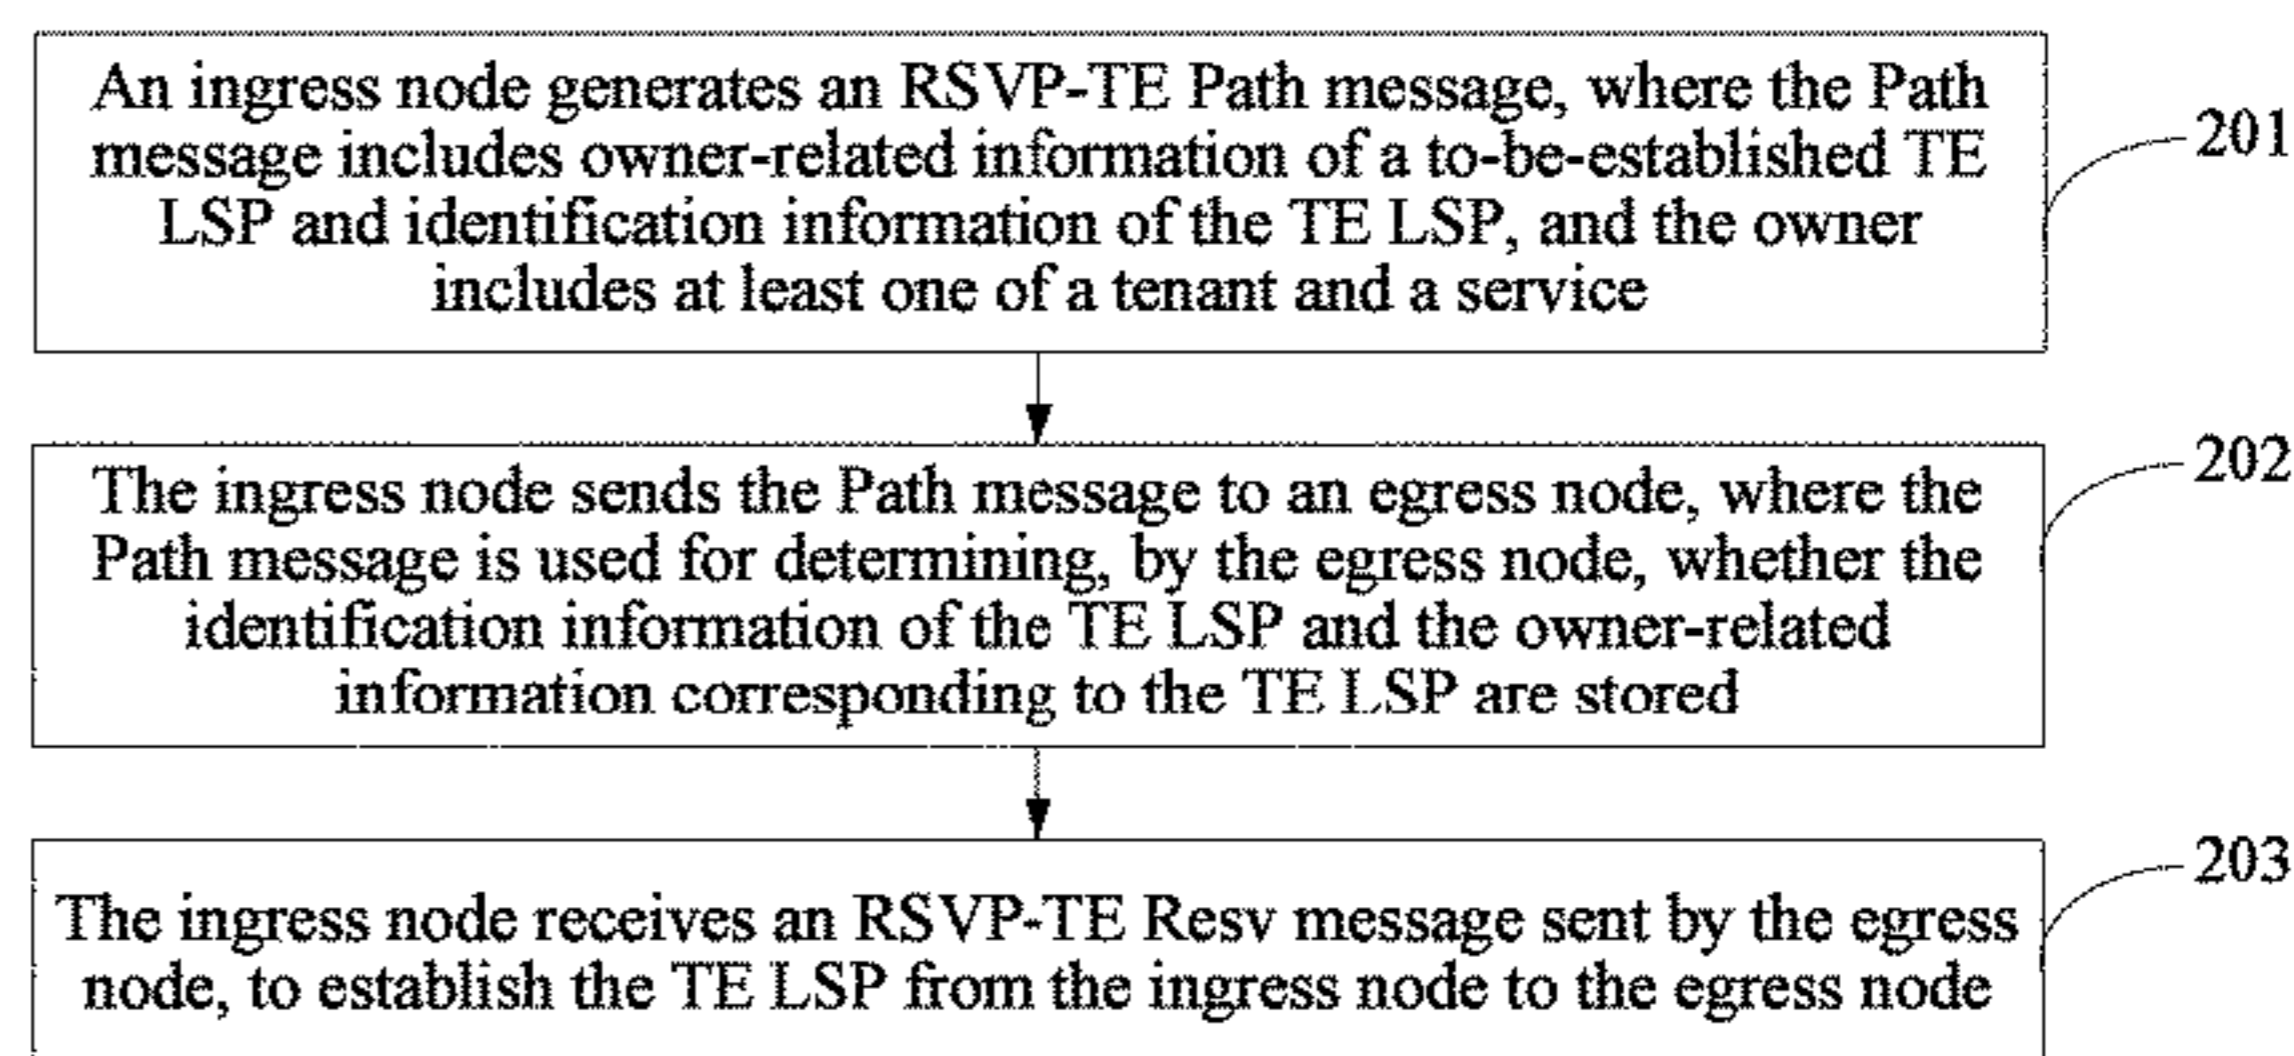 An ingress node generates an RSVP-TE Path message, where the Path
message includes owner-related information of a to-be-established TE
LSP and identification information of the TE LSP, and the owner
includes at least one of a tenant and a service
201
The ingress node sends the Path message to an egress node, where the
Path message is used for determining, by the egress node, whether the
identification information of the TE LSP and the owner-related
information corresponding to the TE LSP are stored
202
The ingress node receives an RSVP-TE Resv message sent by the egress
node, to establish the TE LSP from the ingress node to the egress node
203